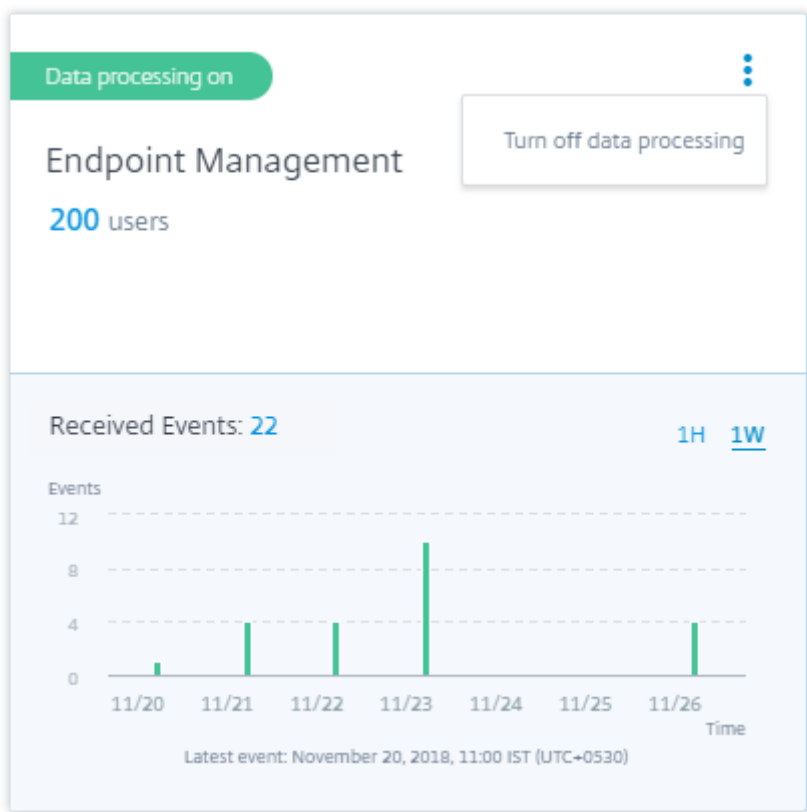 Data processing on
Turn off data processing
Endpoint Management
200 users
Received Events: 22
1H 1W
Events
12
8
4
0
11/20 11/21 11/22 11/23 11/24 11/25 11/26
Time
Latest event: November 20, 2018, 11:00 IST (UTC+0530)